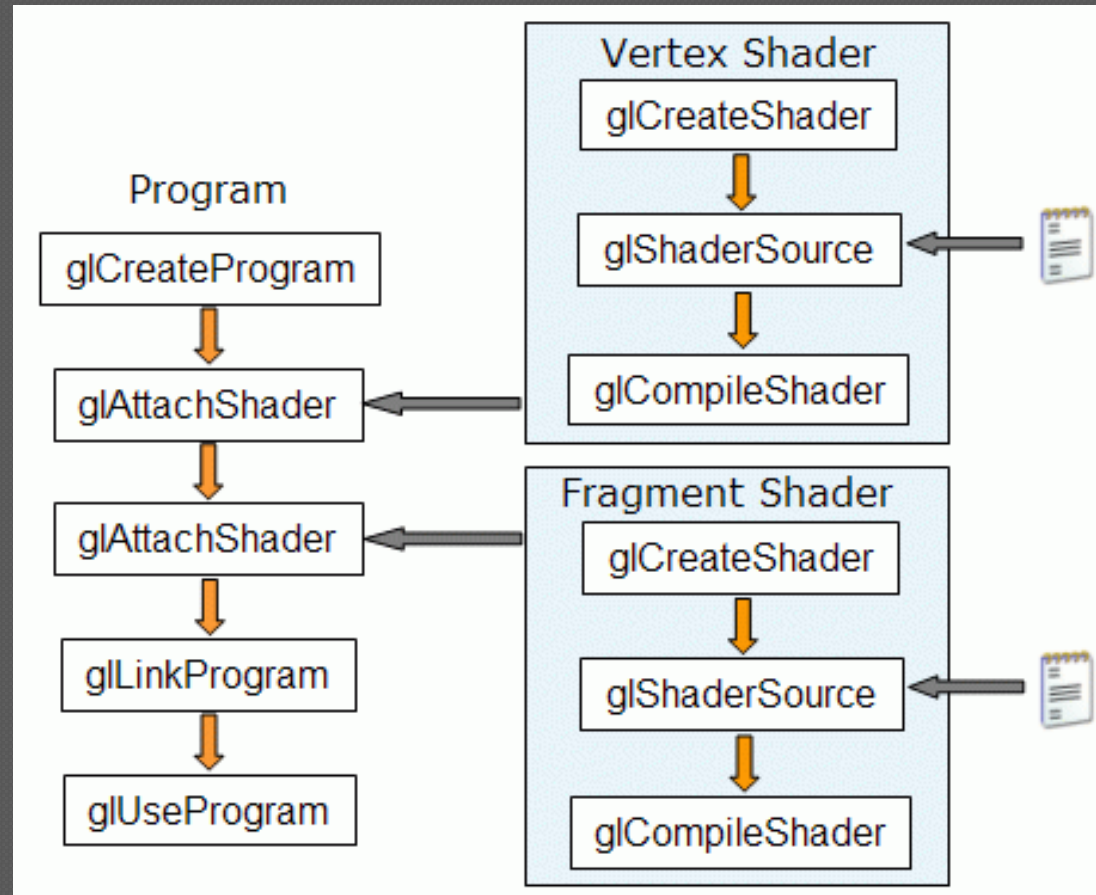 Program
glCreateProgram
glAttachShader
glAttachShader
glLinkProgram
glUseProgram
Vertex Shader
glCreateShader
glShaderSource
glCompileShader
Fragment Shader
glCreateShader
glShaderSource
glCompileShader